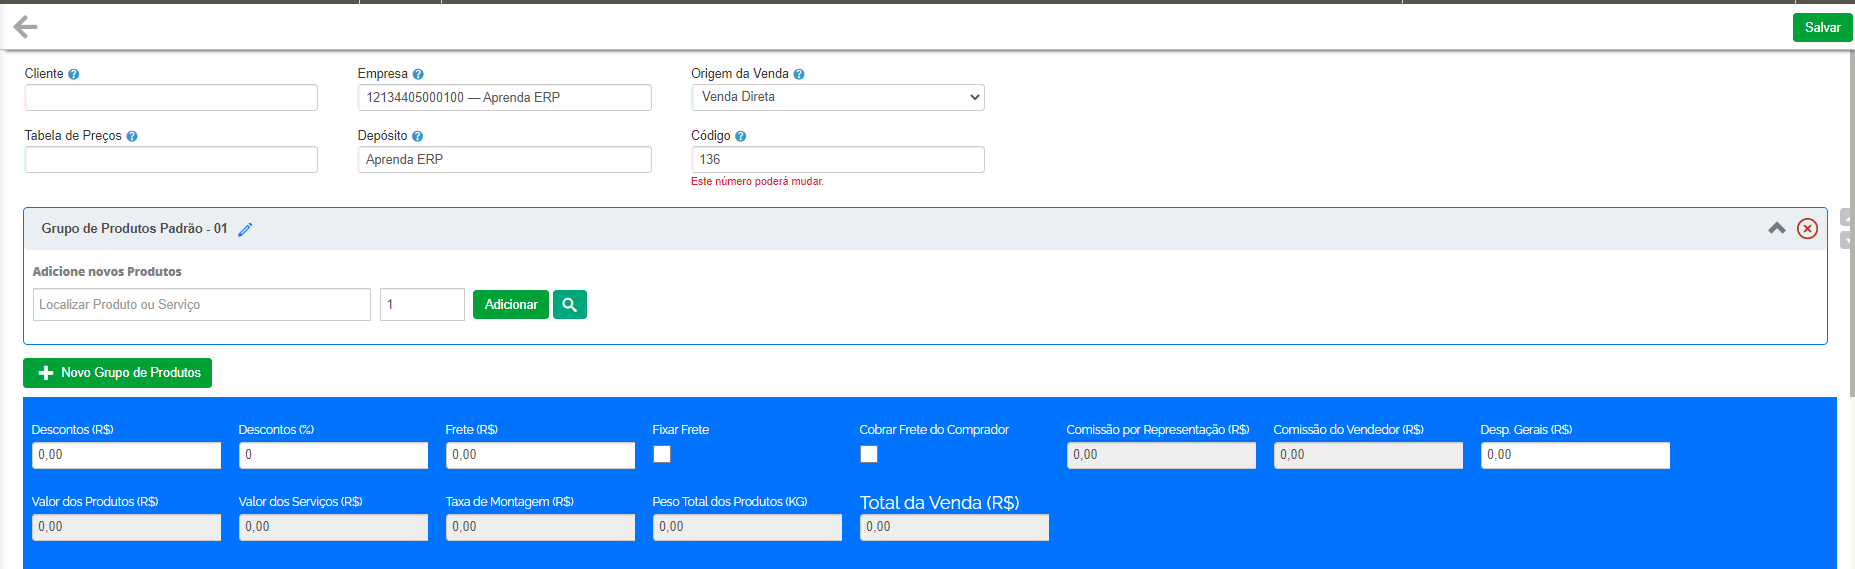 Salvar
Cliente Empresa Origem da Venda
12134405000100 — Aprenda ERP Venda Direta
Tabela de Preços Depósito Código
Aprenda ERP 136
Este número poderá mudar.
Grupo de Produtos Padrão - 01
Adicione novos Produtos
Localizar Produto ou Serviço 1 Adicionar
Novo Grupo de Produtos
Descontos (R$) Descontos (%) Frete (R$) Fixar Frete Cobrar Frete do Comprador Comissão por Representação (R$) Comissão do Vendedor (R$) Desp. Gerais (R$)
0,00 0 0,00 0,00 0,00 0,00
Valor dos Produtos (R$) Valor dos Serviços (R$) Taxa de Montagem (R$) Peso Total dos Produtos (KG) Total da Venda (R$)
0,00 0,00 0,00 0,00 0,00